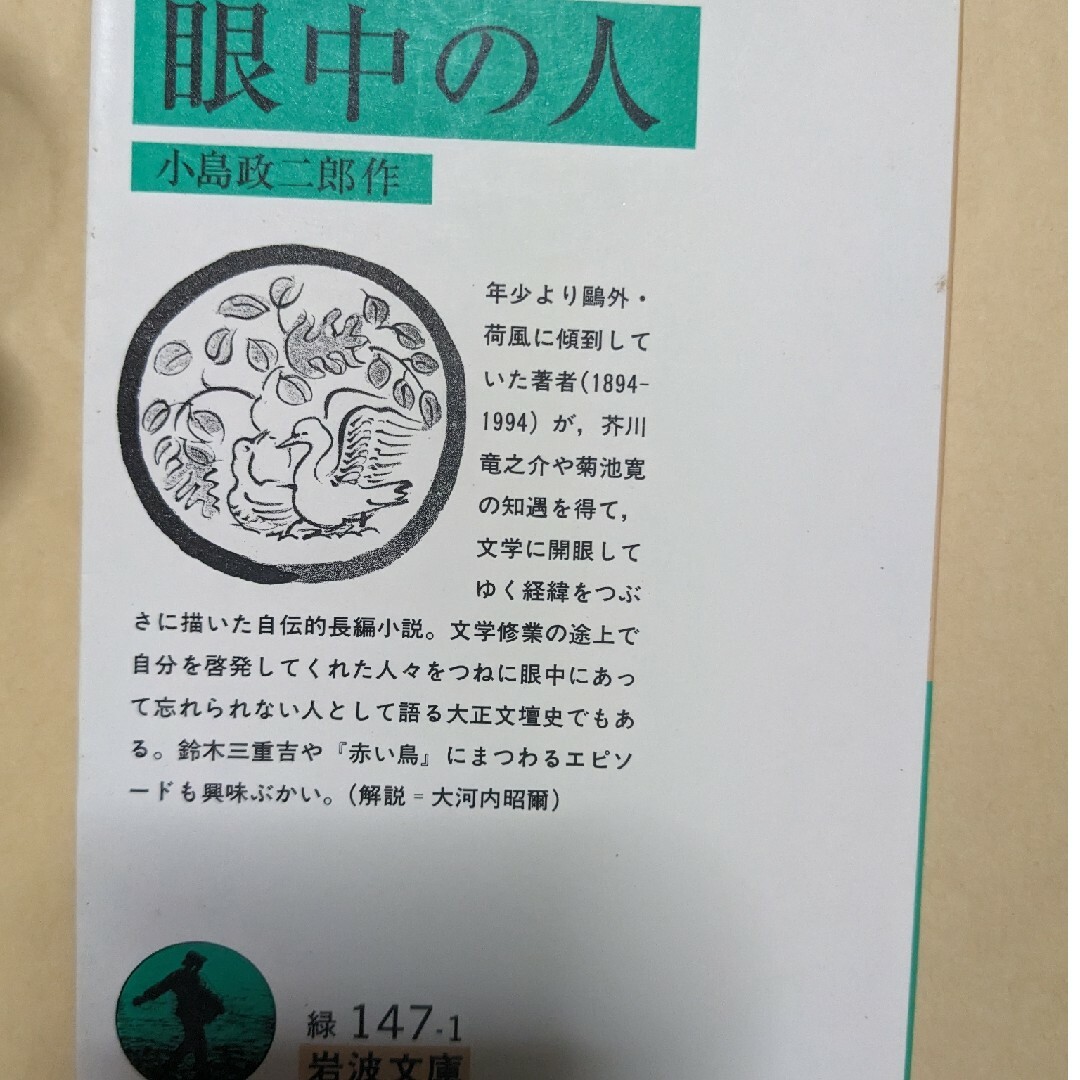 眼中の人
小島政二郎作
年少より鷗外・
荷風に傾到して
いた著者(1894-
1994) が，芥川
竜之介や菊池寛
の知遇を得て，
文学に開眼して
ゆく経緯をつぶ
さに描いた自伝的長編小説。文学修業の途上で
自分を啓発してくれた人々をつねに眼中にあっ
て忘れられない人として語る大正文壇史でもあ
る。鈴木三重吉や『赤い鳥』にまつわるエピソ
ードも興味ぶかい。(解説＝大河内昭爾)
緑 147-1
岩波文庫